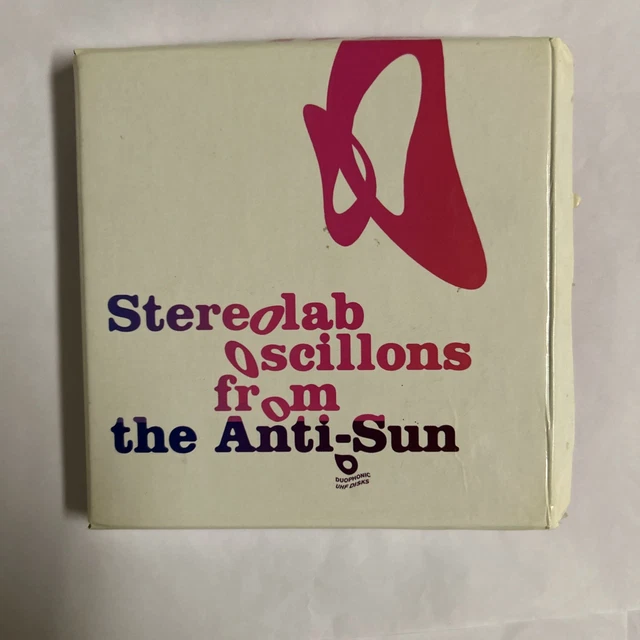 Stereolab
Oscillons
from
the Anti-Sun
DUOPHONIC
UHF DISKS